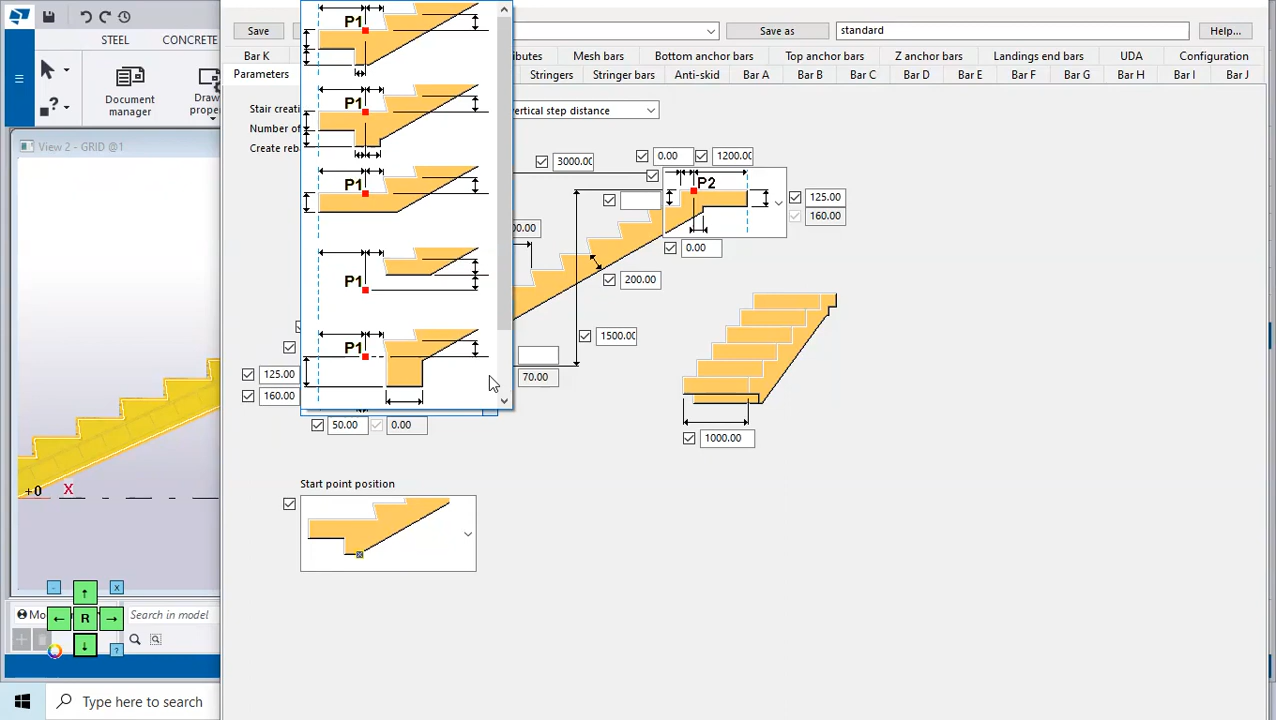 Save
Save as
standard
Help...
STEEL
CONCRETE
Bar K
ributes
Mesh bars
Bottom anchor bars
Top anchor bars
Z anchor bars
Landings end bars
UDA
Configuration
Parameters
Stringers
Stringer bars
Anti-skid
Bar A
Bar B
Bar C
Bar D
Bar E
Bar F
Bar G
Bar H
Bar I
Bar J
Document
manager
Draw
prope
Stair creati
vertical step distance
Number of
Create reb
View 2 - GRID @1
P1
P1
P1
P1
P1
3000.00
0.00
1200.00
P2
125.00
160.00
00.00
0.00
200.00
1500.00
70.00
125.00
160.00
50.00
0.00
1000.00
+0
X
Start point position
-
X
↑
← R →
↓
?
Mo
Search in model
Type here to search